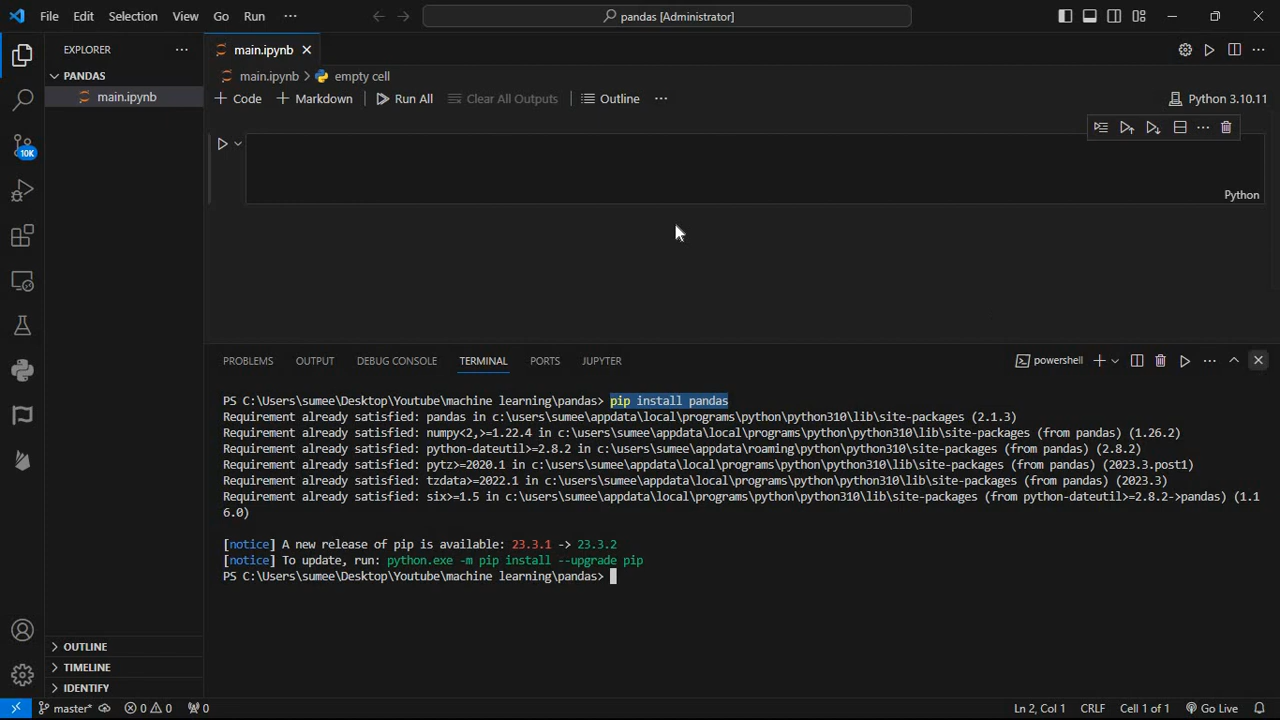 File Edit Selection View Go Run ···
pandas [Administrator]
EXPLORER
PANDAS
main.ipynb
10K
OUTLINE
TIMELINE
IDENTIFY
main.ipynb
main.ipynb > empty cell
+ Code + Markdown Run All Clear All Outputs Outline ···
Python 3.10.11
Python
PROBLEMS OUTPUT DEBUG CONSOLE TERMINAL PORTS JUPYTER
powershell
PS C:\Users\sumee\Desktop\Youtube\machine learning\pandas> pip install pandas
Requirement already satisfied: pandas in c:\users\sumee\appdata\local\programs\python\python310\lib\site-packages (2.1.3)
Requirement already satisfied: numpy<2,>=1.22.4 in c:\users\sumee\appdata\local\programs\python\python310\lib\site-packages (from pandas) (1.26.2)
Requirement already satisfied: python-dateutil>=2.8.2 in c:\users\sumee\appdata\roaming\python\python310\site-packages (from pandas) (2.8.2)
Requirement already satisfied: pytz>=2020.1 in c:\users\sumee\appdata\local\programs\python\python310\lib\site-packages (from pandas) (2023.3.post1)
Requirement already satisfied: tzdata>=2022.1 in c:\users\sumee\appdata\local\programs\python\python310\lib\site-packages (from pandas) (2023.3)
Requirement already satisfied: six>=1.5 in c:\users\sumee\appdata\local\programs\python\python310\lib\site-packages (from python-dateutil>=2.8.2->pandas) (1.1
6.0)
[notice] A new release of pip is available: 23.3.1 -> 23.3.2
[notice] To update, run: python.exe -m pip install --upgrade pip
PS C:\Users\sumee\Desktop\Youtube\machine learning\pandas>
master* 0 0 0
Ln 2, Col 1 CRLF Cell 1 of 1 Go Live